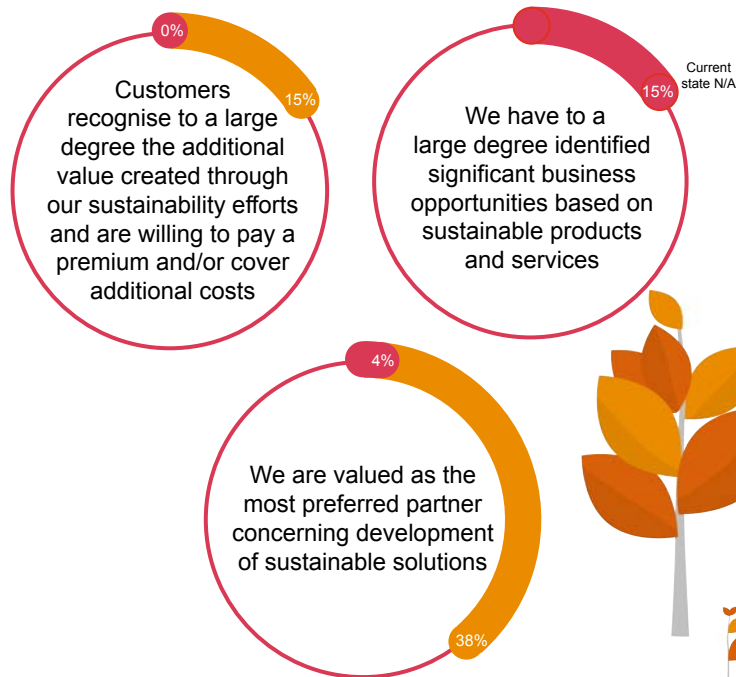 0%
15%
Customers
recognise to a large
degree the additional
value created through
our sustainability efforts
and are willing to pay a
premium and/or cover
additional costs
15%
Current
state N/A
We have to a
large degree identified
significant business
opportunities based on
sustainable products
and services
4%
We are valued as the
most preferred partner
concerning development
of sustainable solutions
38%